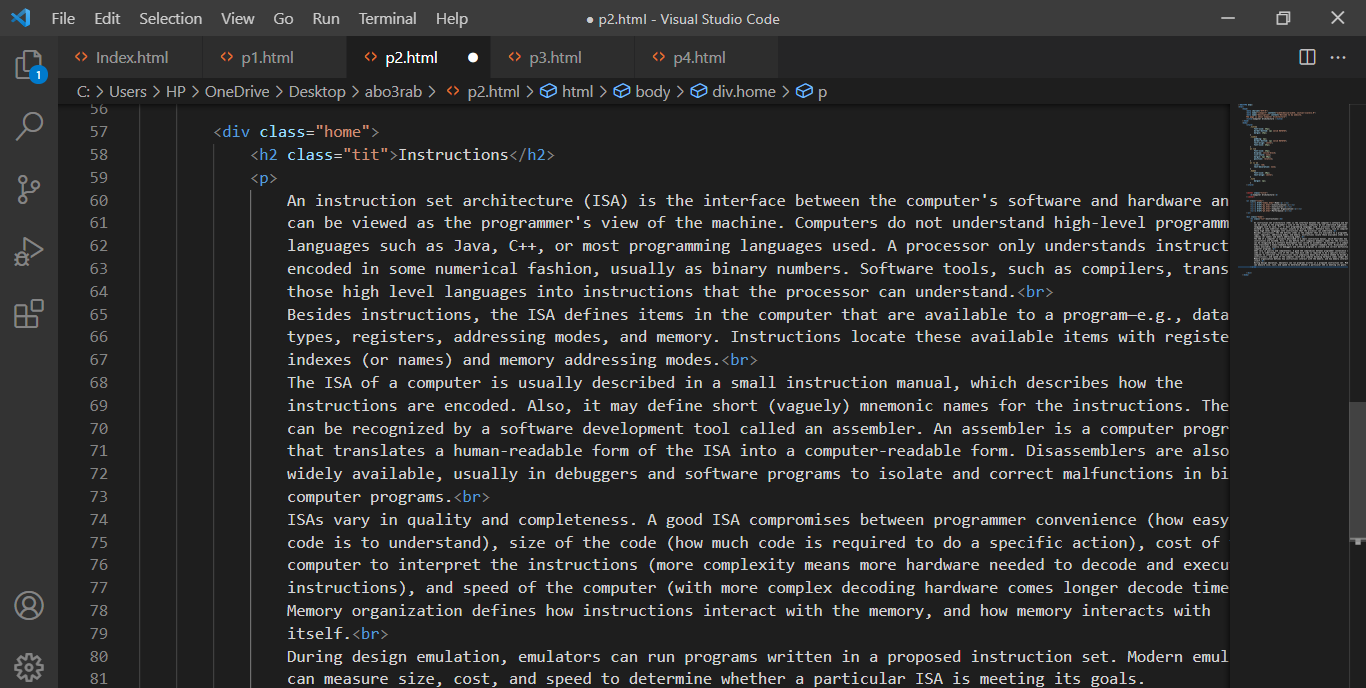 File Edit Selection View Go Run Terminal Help ● p2.html - Visual Studio Code
Index.html p1.html p2.html p3.html p4.html
1
C: > Users > HP > OneDrive > Desktop > abo3rab > p2.html > html > body > div.home > p
56
57 <div class="home">
58 <h2 class="tit">Instructions</h2>
59 <p>
60 An instruction set architecture (ISA) is the interface between the computer's software and hardware an
61 can be viewed as the programmer's view of the machine. Computers do not understand high-level programm
62 languages such as Java, C++, or most programming languages used. A processor only understands instruct
63 encoded in some numerical fashion, usually as binary numbers. Software tools, such as compilers, trans
64 those high level languages into instructions that the processor can understand.<br>
65 Besides instructions, the ISA defines items in the computer that are available to a program—e.g., data
66 types, registers, addressing modes, and memory. Instructions locate these available items with registe
67 indexes (or names) and memory addressing modes.<br>
68 The ISA of a computer is usually described in a small instruction manual, which describes how the
69 instructions are encoded. Also, it may define short (vaguely) mnemonic names for the instructions. The
70 can be recognized by a software development tool called an assembler. An assembler is a computer progr
71 that translates a human-readable form of the ISA into a computer-readable form. Disassemblers are also
72 widely available, usually in debuggers and software programs to isolate and correct malfunctions in bi
73 computer programs.<br>
74 ISAs vary in quality and completeness. A good ISA compromises between programmer convenience (how easy
75 code is to understand), size of the code (how much code is required to do a specific action), cost of
76 computer to interpret the instructions (more complexity means more hardware needed to decode and execu
77 instructions), and speed of the computer (with more complex decoding hardware comes longer decode time
78 Memory organization defines how instructions interact with the memory, and how memory interacts with
79 itself.<br>
80 During design emulation, emulators can run programs written in a proposed instruction set. Modern emul
81 can measure size, cost, and speed to determine whether a particular ISA is meeting its goals.